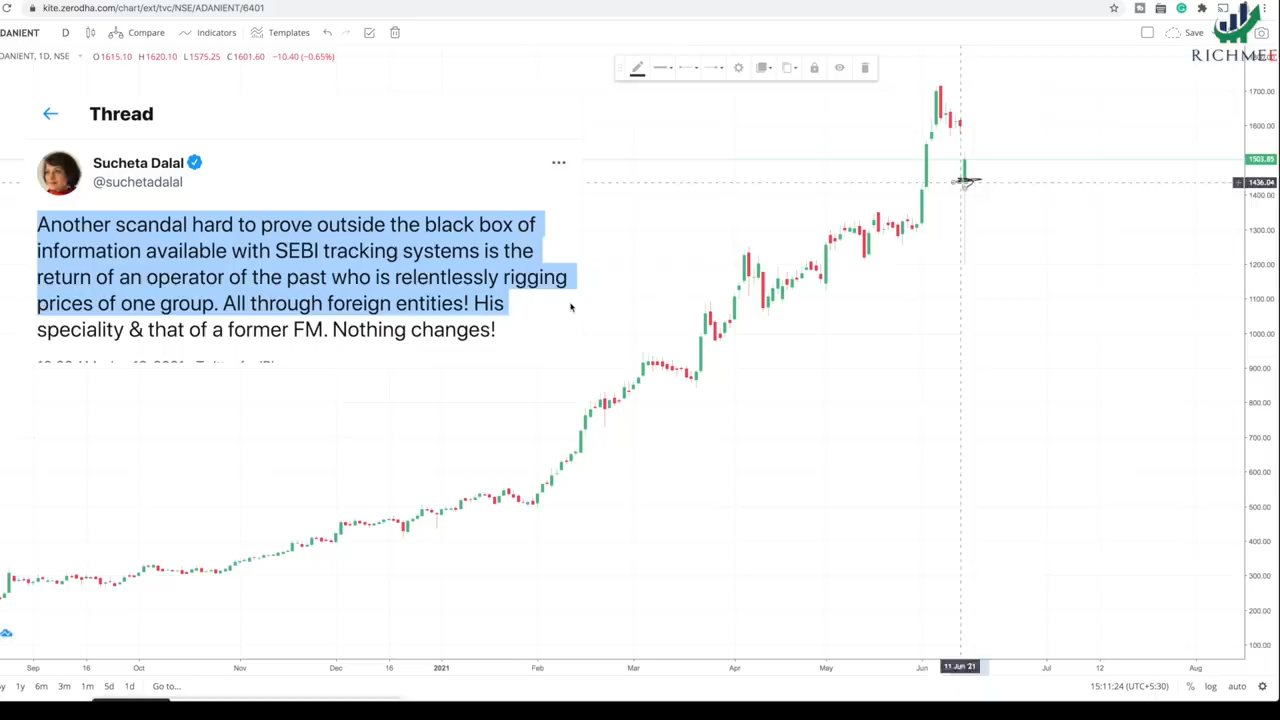 kite.zerodha.com/chart/ext/tvc/NSE/ADANIENT/6401
DANIENT D Compare Indicators Templates Save
RICHMEE
DANIENT, 1D, NSE O1615.10 H1620.10 L1575.25 C1601.60 −10.40 (−0.65%)
Thread
Sucheta Dalal
@suchetadalal
Another scandal hard to prove outside the black box of
information available with SEBI tracking systems is the
return of an operator of the past who is relentlessly rigging
prices of one group. All through foreign entities! His
speciality & that of a former FM. Nothing changes!
1700.00
1600.00
1503.85
1436.04
1400.00
1300.00
1200.00
1100.00
1000.00
900.00
800.00
700.00
600.00
500.00
400.00
300.00
200.00
100.00
Sep 16 Oct Nov Dec 16 2021 Feb Mar Apr May Jun 11 Jun '21 Jul 12 Aug
y 1y 6m 3m 1m 5d 1d Go to... 15:11:24 (UTC+5:30) % log auto